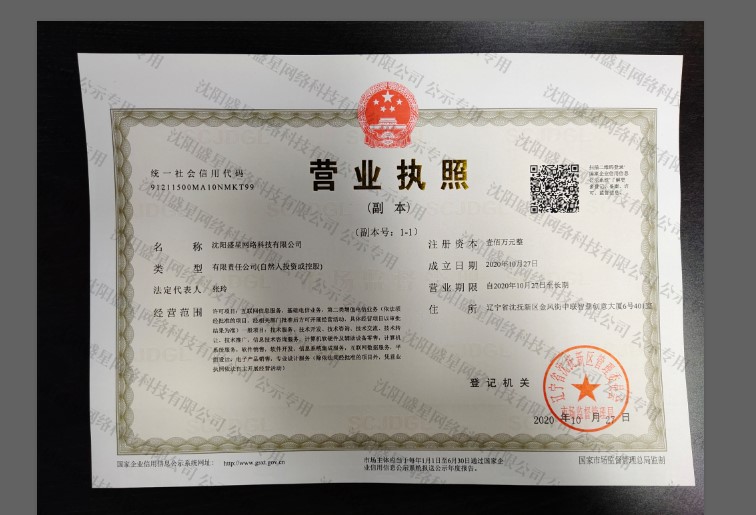 统一社会信用代码
91211500MA10NMKT99
营业执照
(副 本)
(副本号: 1-1)
扫描二维码登录'
国家企业信用信息
公示系统'了解更
多登记、备案、许
可、监管信息。
名 称 沈阳盛星网络科技有限公司
类 型 有限责任公司(自然人投资或控股)
法定代表人 张玲
经营范围 许可项目:互联网信息服务,基础电信业务,第二类增值电信业务(依法须
经批准的项目,经相关部门批准后方可开展经营活动,具体经营项目以审批
结果为准)一般项目:技术服务、技术开发、技术咨询、技术交流、技术转
让、技术推广,信息技术咨询服务,计算机软硬件及辅助设备零售,计算机
系统服务,软件销售,软件开发,信息系统集成服务,互联网数据服务,平
面设计,电子产品销售,专业设计服务(除依法须经批准的项目外,凭营业
执照依法自主开展经营活动)
注册资本 壹佰万元整
成立日期 2020年10月27日
营业期限 自2020年10月27日至长期
住 所 辽宁省沈抚新区金风街中联智慧创意大厦6号401室
登记机关
市场监督管理局
2020 年 10 月 27 日
国家企业信用信息公示系统网址: http://www.gsxt.gov.cn
市场主体应当于每年1月1日至6月30日通过国家企
业信用信息公示系统报送公示年度报告。
国家市场监督管理总局监制
沈阳盛星网络科技有限公司 公示专用